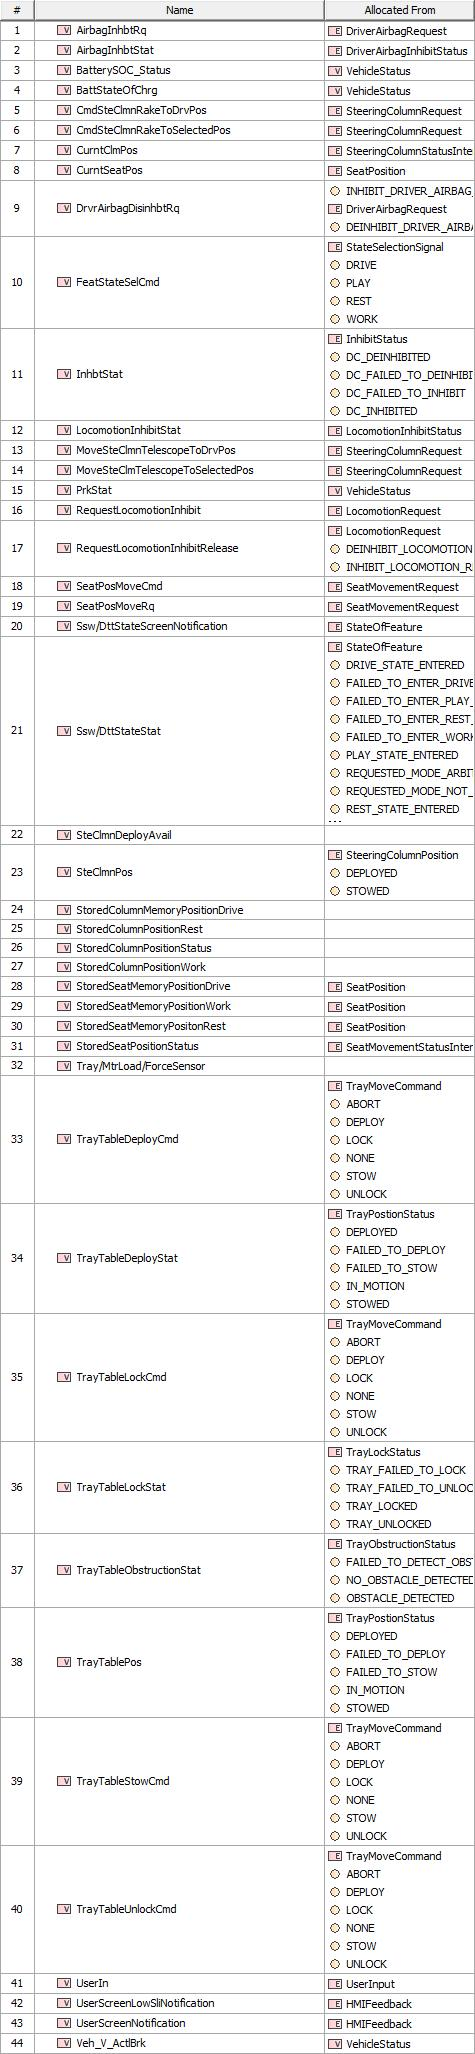 # Name Allocated From
1 AirbagInhbtRq DriverAirbagRequest
2 AirbagInhbtStat DriverAirbagInhibitStatus
3 BatterySOC_Status VehicleStatus
4 BattStateOfChrg VehicleStatus
5 CmdSteClmnRakeToDrvPos SteeringColumnRequest
6 CmdSteClmnRakeToSelectedPos SteeringColumnRequest
7 CurntClmPos SteeringColumnStatusInte
8 CurntSeatPos SeatPosition
9 DrvrAirbagDisinhbtRq INHIBIT_DRIVER_AIRBAG_
DriverAirbagRequest
DEINHIBIT_DRIVER_AIRBA
10 FeatStateSelCmd StateSelectionSignal
DRIVE
PLAY
REST
WORK
11 InhbtStat InhibitStatus
DC_DEINHIBITED
DC_FAILED_TO_DEINHIBI
DC_FAILED_TO_INHIBIT
DC_INHIBITED
12 LocomotionInhibitStat LocomotionInhibitStatus
13 MoveSteClmnTelescopeToDrvPos SteeringColumnRequest
14 MoveSteClmTelescopeToSelectedPos SteeringColumnRequest
15 PrkStat VehicleStatus
16 RequestLocomotionInhibit LocomotionRequest
17 RequestLocomotionInhibitRelease LocomotionRequest
DEINHIBIT_LOCOMOTION
INHIBIT_LOCOMOTION_R
18 SeatPosMoveCmd SeatMovementRequest
19 SeatPosMoveRq SeatMovementRequest
20 Ssw/DttStateScreenNotification StateOfFeature
21 Ssw/DttStateStat StateOfFeature
DRIVE_STATE_ENTERED
FAILED_TO_ENTER_DRIVE
FAILED_TO_ENTER_PLAY_
FAILED_TO_ENTER_REST_
FAILED_TO_ENTER_WORK
PLAY_STATE_ENTERED
REQUESTED_MODE_ARBIT
REQUESTED_MODE_NOT_
REST_STATE_ENTERED
...
22 SteClmnDeployAvail
23 SteClmnPos SteeringColumnPosition
DEPLOYED
STOWED
24 StoredColumnMemoryPositionDrive
25 StoredColumnPositionRest
26 StoredColumnPositionStatus
27 StoredColumnPositionWork
28 StoredSeatMemoryPositionDrive SeatPosition
29 StoredSeatMemoryPositionWork SeatPosition
30 StoredSeatMemoryPositonRest SeatPosition
31 StoredSeatPositionStatus SeatMovementStatusInter
32 Tray/MtrLoad/ForceSensor
33 TrayTableDeployCmd TrayMoveCommand
ABORT
DEPLOY
LOCK
NONE
STOW
UNLOCK
34 TrayTableDeployStat TrayPostionStatus
DEPLOYED
FAILED_TO_DEPLOY
FAILED_TO_STOW
IN_MOTION
STOWED
35 TrayTableLockCmd TrayMoveCommand
ABORT
DEPLOY
LOCK
NONE
STOW
UNLOCK
36 TrayTableLockStat TrayLockStatus
TRAY_FAILED_TO_LOCK
TRAY_FAILED_TO_UNLOC
TRAY_LOCKED
TRAY_UNLOCKED
37 TrayTableObstructionStat TrayObstructionStatus
FAILED_TO_DETECT_OBS
NO_OBSTACLE_DETECTED
OBSTACLE_DETECTED
38 TrayTablePos TrayPostionStatus
DEPLOYED
FAILED_TO_DEPLOY
FAILED_TO_STOW
IN_MOTION
STOWED
39 TrayTableStowCmd TrayMoveCommand
ABORT
DEPLOY
LOCK
NONE
STOW
UNLOCK
40 TrayTableUnlockCmd TrayMoveCommand
ABORT
DEPLOY
LOCK
NONE
STOW
UNLOCK
41 UserIn UserInput
42 UserScreenLowSliNotification HMIFeedback
43 UserScreenNotification HMIFeedback
44 Veh_V_ActlBrk VehicleStatus